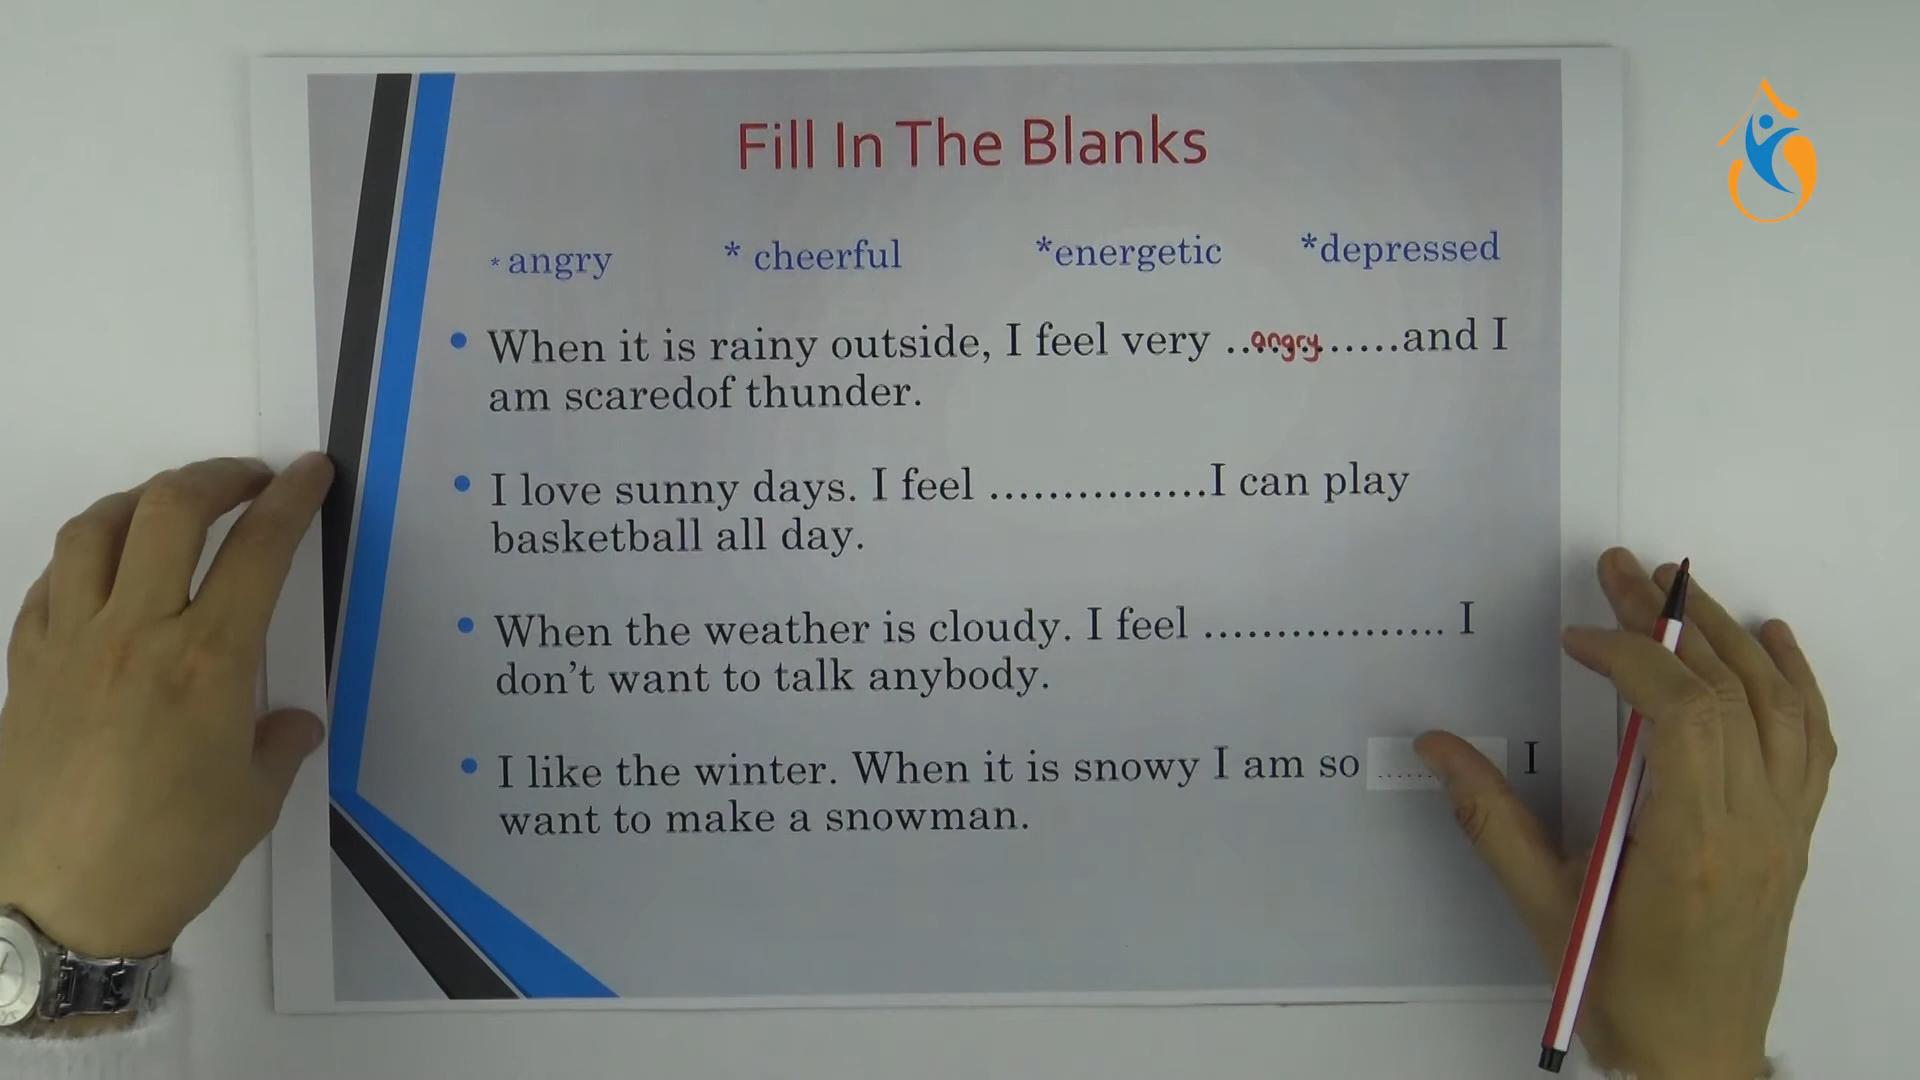 Fill In The Blanks
* angry * cheerful *energetic *depressed
• When it is rainy outside, I feel very ..angry......and I
am scaredof thunder.
• I love sunny days. I feel ...............I can play
basketball all day.
• When the weather is cloudy. I feel ................. I
don't want to talk anybody.
• I like the winter. When it is snowy I am so ...... I
want to make a snowman.